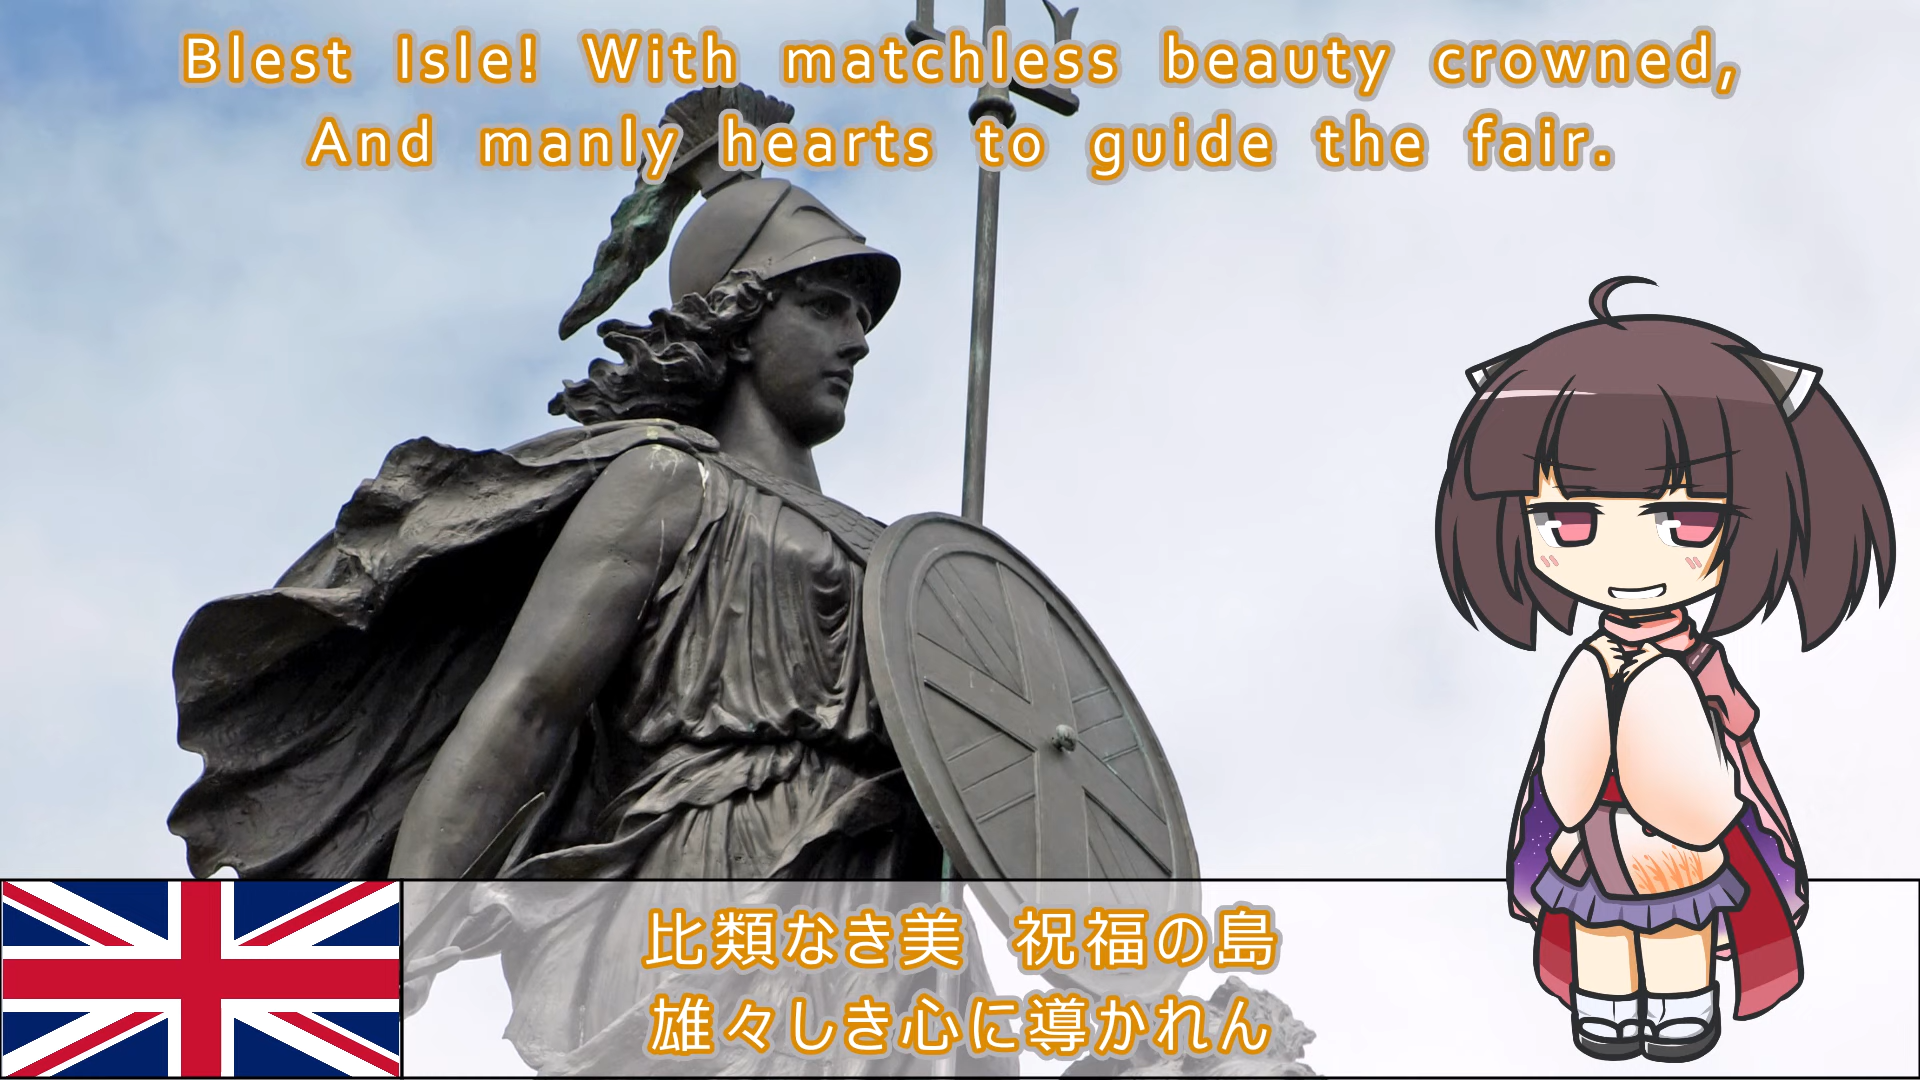 Blest Isle! With matchless beauty crowned,
And manly hearts to guide the fair.
比類なき美　祝福の島
雄々しき心に導かれん